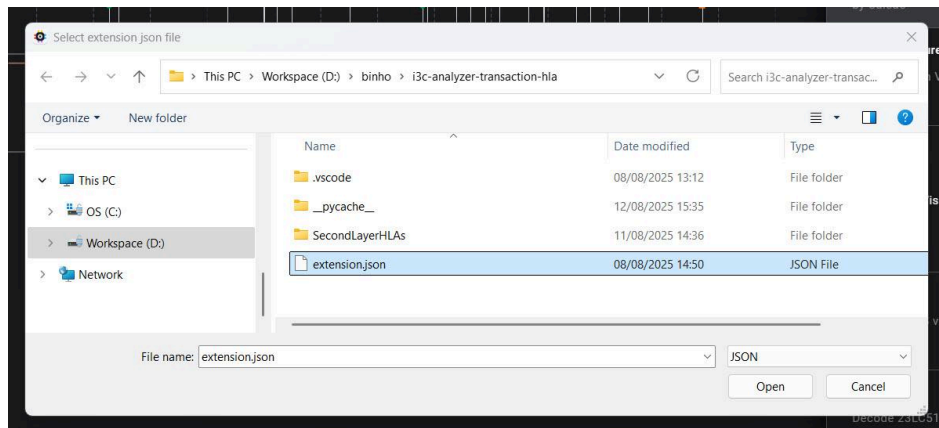 Select extension json file
This PC > Workspace (D:) > binho > i3c-analyzer-transaction-hla
Search i3c-analyzer-transac...
Organize
New folder
Name
Date modified
Type
This PC
OS (C:)
Workspace (D:)
Network
.vscode
08/08/2025 13:12
File folder
__pycache__
12/08/2025 15:35
File folder
SecondLayerHLAs
11/08/2025 14:36
File folder
extension.json
08/08/2025 14:50
JSON File
File name:
extension.json
JSON
Open
Cancel